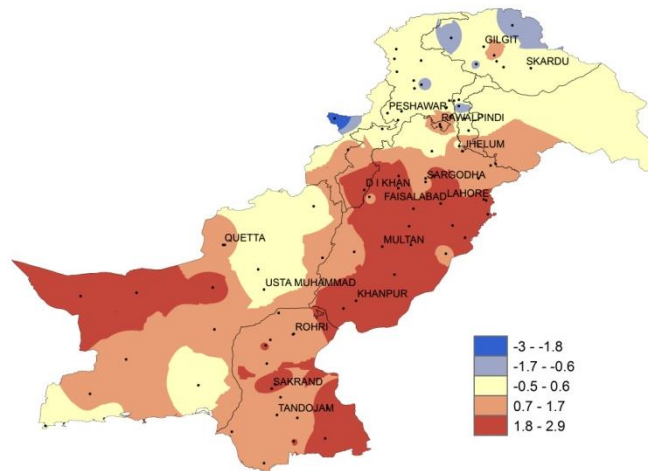 GILGIT
SKARDU
PESHAWAR
RAWALPINDI
JHELUM
SARGODHA
D I KHAN
FAISALABAD
LAHORE
QUETTA
MULTAN
USTA MUHAMMAD
KHANPUR
ROHRI
SAKRAND
TANDOJAM
-3 - -1.8
-1.7 - -0.6
-0.5 - 0.6
0.7 - 1.7
1.8 - 2.9